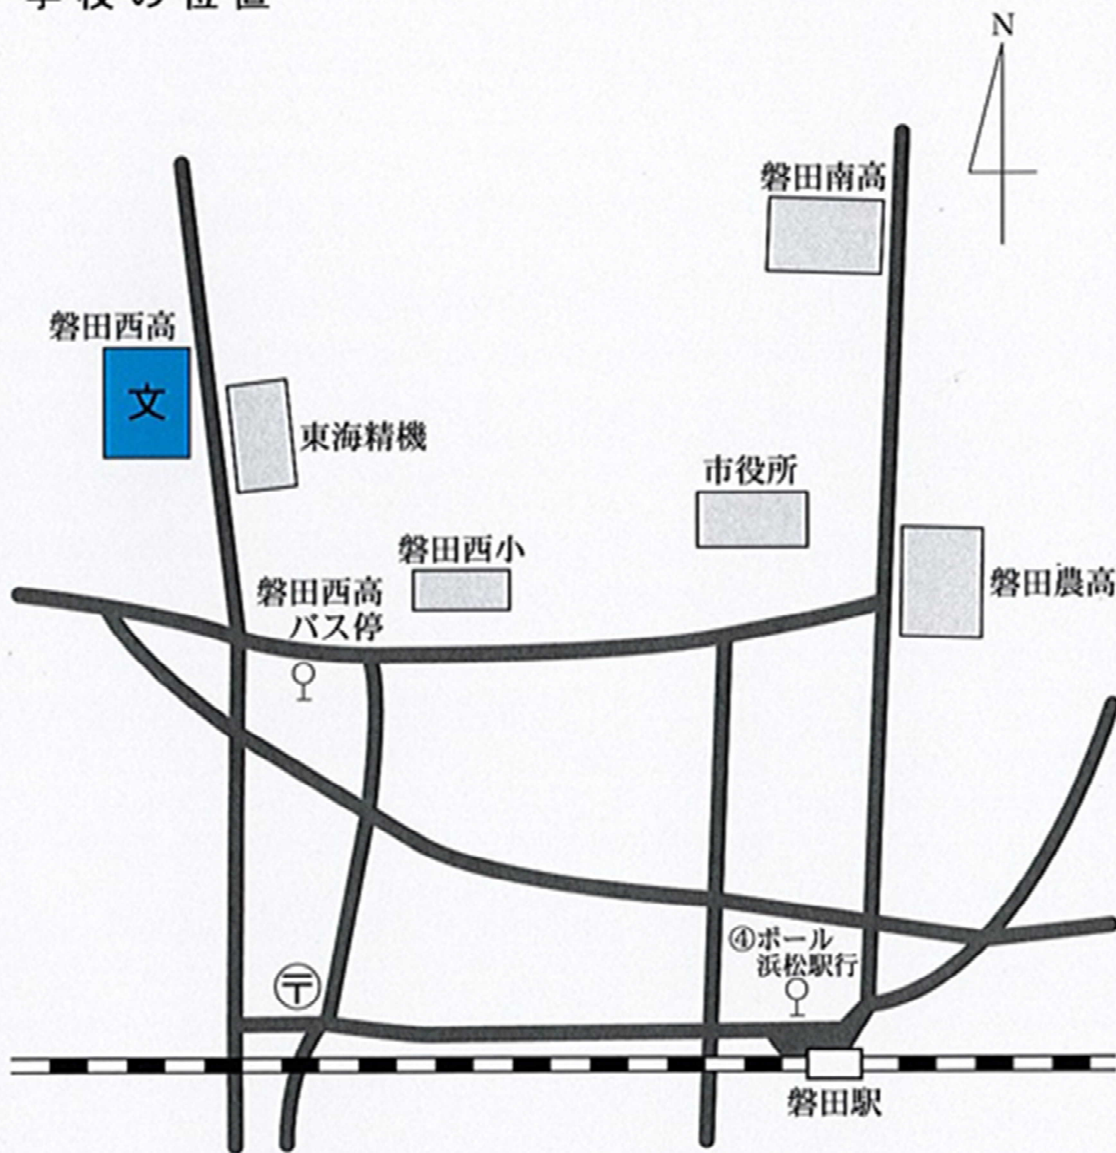 学校の位置
N
磐田南高
磐田西高
文
東海精機
市役所
磐田西小
磐田西高
バス停
磐田農高
④ポール
浜松駅行
〒
磐田駅